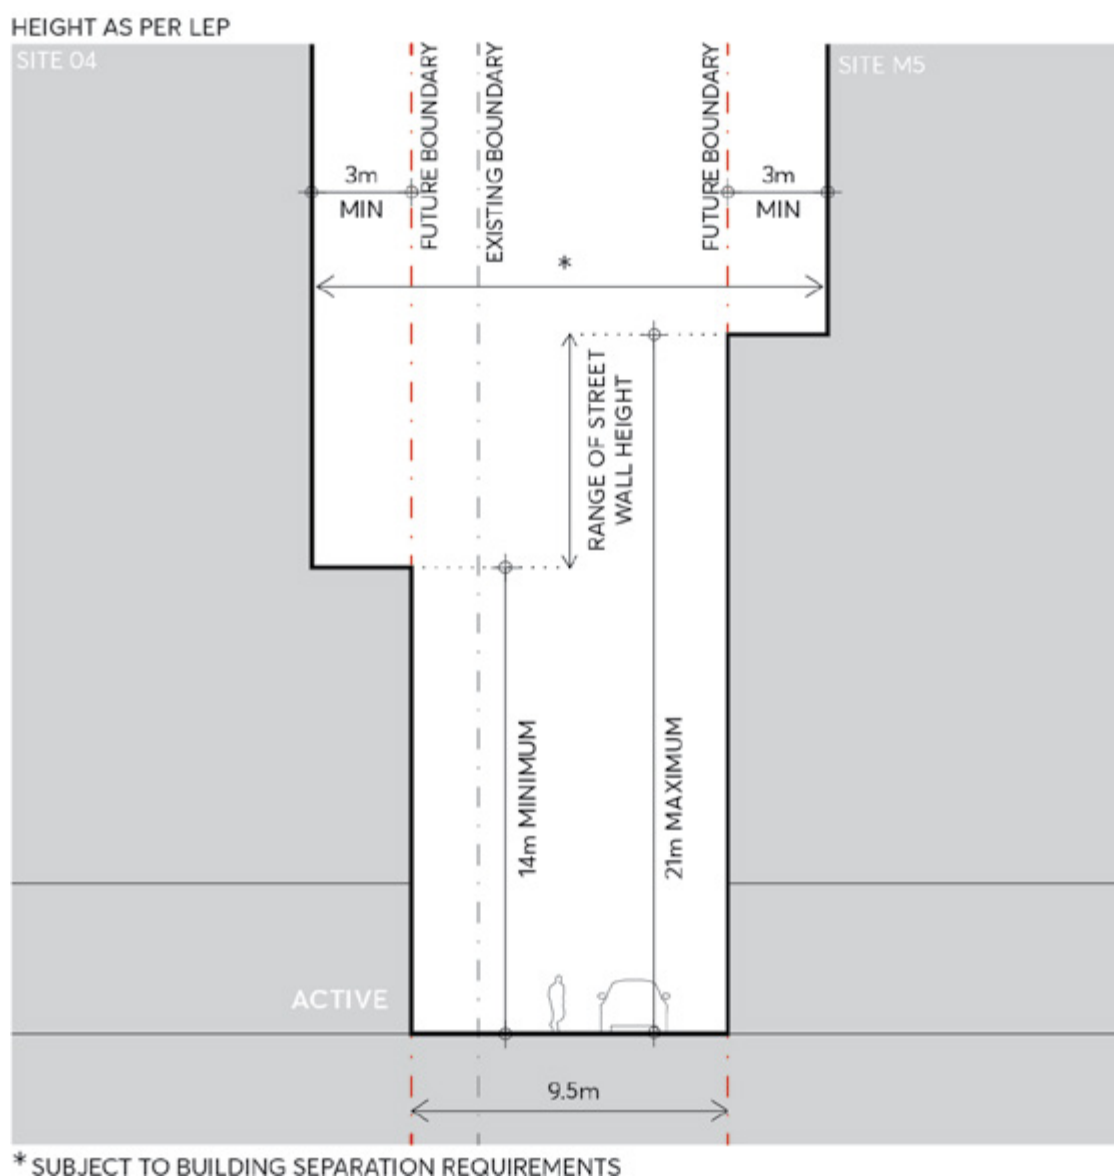 HEIGHT AS PER LEP
SITE 04
SITE M5
FUTURE BOUNDARY
EXISTING BOUNDARY
FUTURE BOUNDARY
3m
MIN
3m
MIN
*
RANGE OF STREET
WALL HEIGHT
14m MINIMUM
21m MAXIMUM
ACTIVE
9.5m
* SUBJECT TO BUILDING SEPARATION REQUIREMENTS